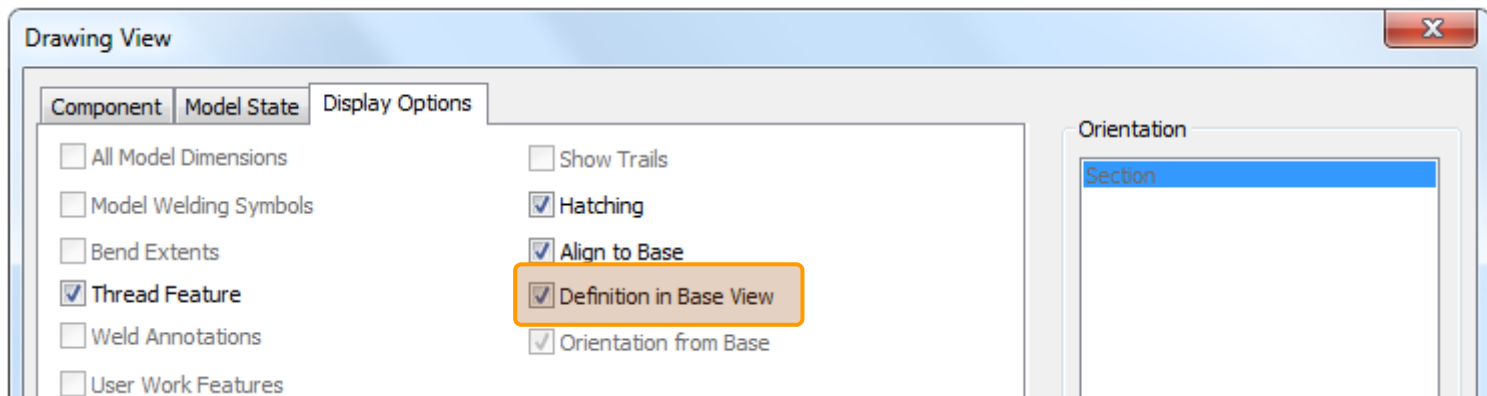 Drawing View
X
Component Model State Display Options
Orientation
All Model Dimensions
Show Trails
Section
Model Welding Symbols
Hatching
Bend Extents
Align to Base
Thread Feature
Definition in Base View
Weld Annotations
Orientation from Base
User Work Features